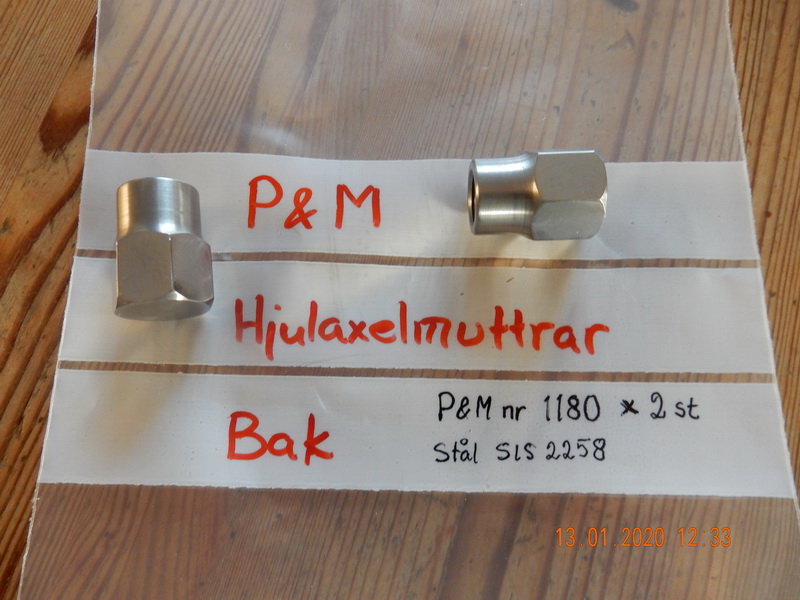 P&M
Hjulaxelmuttrar
Bak
P&M nr 1180 x 2 st
Stål SIS 2258
13.01.2020 12:33